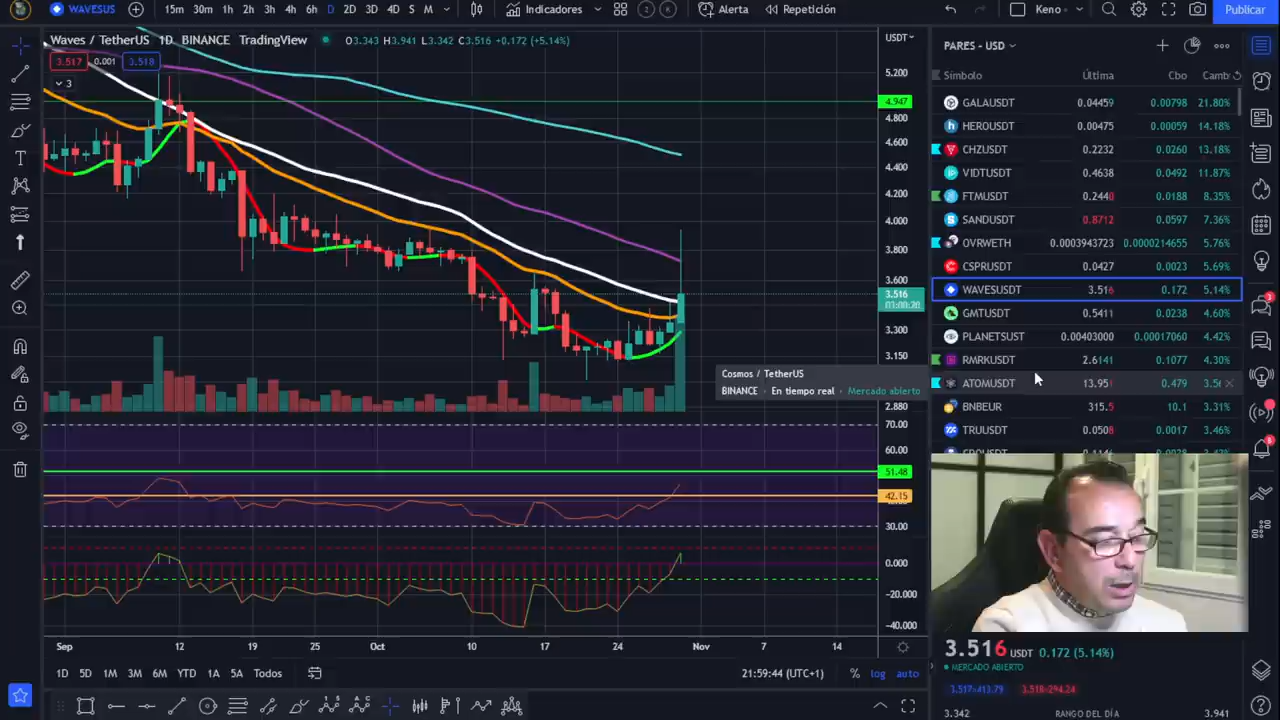 WAVESUS 15m 30m 1h 2h 3h 4h 6h D 2D 3D 4D S M Indicadores Alerta Repetición Keno Publicar
Waves / TetherUS 1D BINANCE TradingView O3.343 H3.941 L3.342 C3.516 +0.172 (+5.14%)
3.517 0.001 3.518
3
USDT
5.200
4.947
4.800
4.600
4.400
4.200
4.000
3.800
3.600
3.516
03:00:20
3.300
3.150
2.880
70.00
60.00
51.48
42.15
30.00
0.000
-20.000
-40.000
Sep 12 19 25 Oct 10 17 24 Nov 7 14
1D 5D 1M 3M 6M YTD 1A 5A Todos 21:59:44 (UTC+1) % log auto
Cosmos / TetherUS
BINANCE · En tiempo real · Mercado abierto
PARES - USD
Símbolo Última Cbo Camb
GALAUSDT 0.04459 0.00798 21.80%
HEROUSDT 0.00475 0.00059 14.18%
CHZUSDT 0.2232 0.0260 13.18%
VIDTUSDT 0.4638 0.0492 11.87%
FTMUSDT 0.2440 0.0188 8.35%
SANDUSDT 0.8712 0.0597 7.36%
OVRWETH 0.0003943723 0.0000214655 5.76%
CSPRUSDT 0.0427 0.0023 5.69%
WAVESUSDT 3.516 0.172 5.14%
GMTUSDT 0.5411 0.0238 4.60%
PLANETSUST 0.00403000 4.42%
RMRKUSDT 2.6141 0.1077 4.30%
ATOMUSDT 13.951 0.479 3.56
BNBEUR 315.5 10.1 3.31%
TRUUSDT 0.0508 0.0017 3.46%
3.516 USDT 0.172 (5.14%)
MERCADO ABIERTO
3.517×413.79 3.518×294.24
3.342 RANGO DEL DÍA 3.941